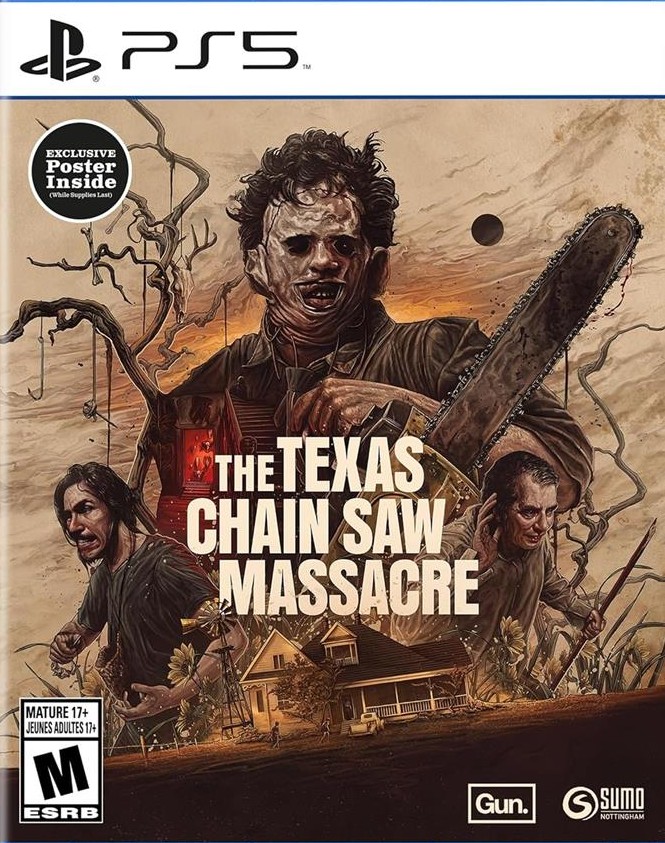 PS5
™
EXCLUSIVE
Poster
Inside
(While Supplies Last)
THE TEXAS
CHAIN SAW
MASSACRE
MATURE 17+
JEUNES ADULTES 17+
M
ESRB
Gun.
SUMO
NOTTINGHAM